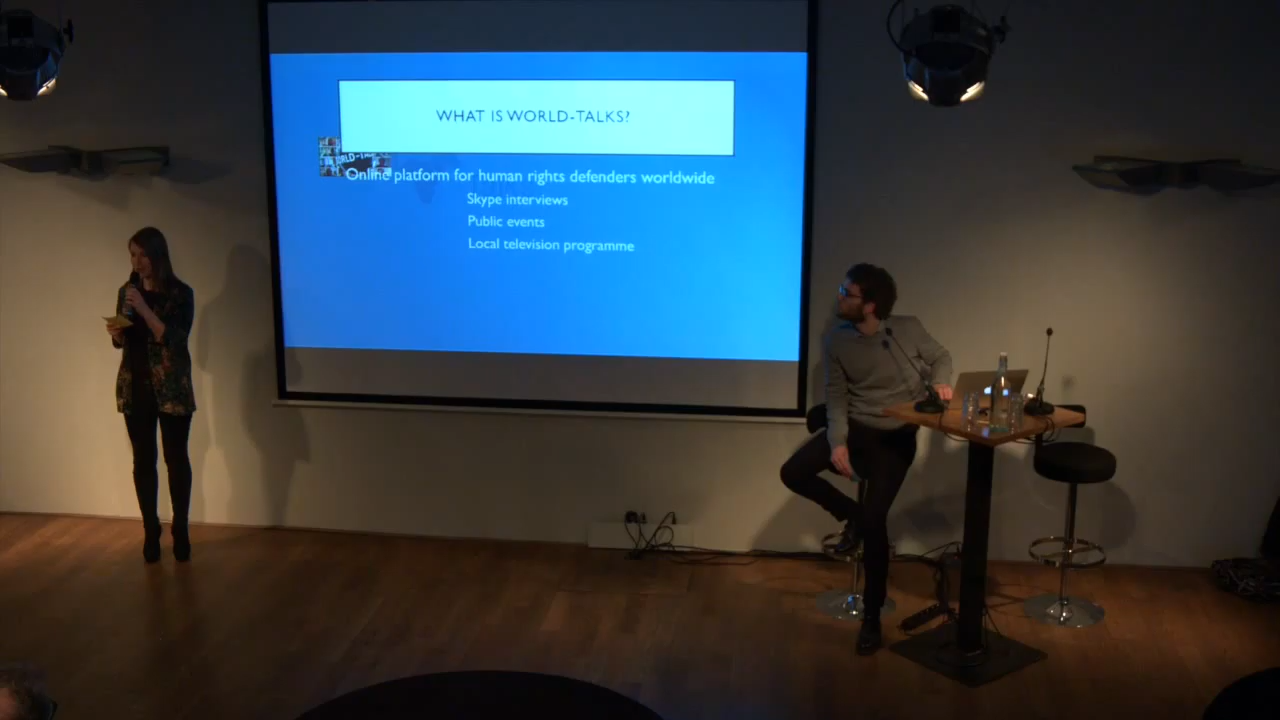 WHAT IS WORLD-TALKS?
Online platform for human rights defenders worldwide
Skype interviews
Public events
Local television programme